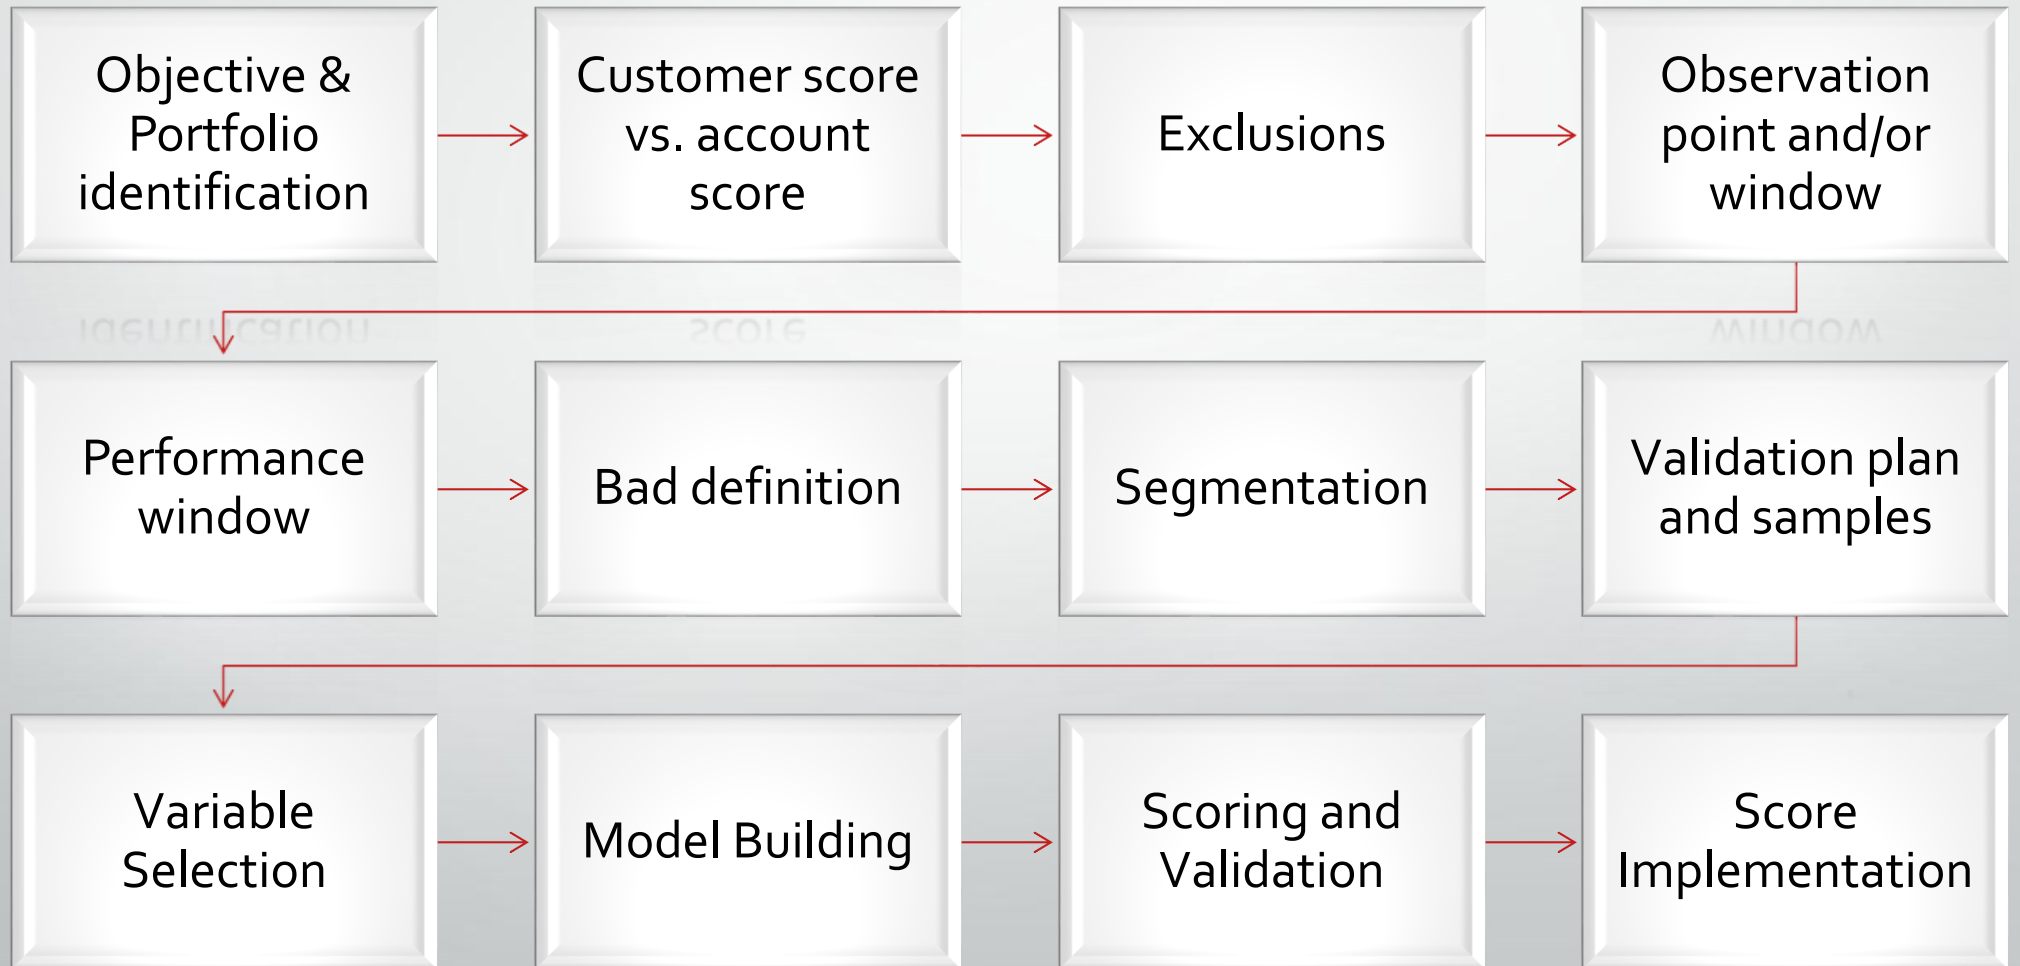 Objective &
Portfolio
identification
Customer score
vs. account
score
Exclusions
Observation
point and/or
window
Performance
window
Bad definition
Segmentation
Validation plan
and samples
Variable
Selection
Model Building
Scoring and
Validation
Score
Implementation